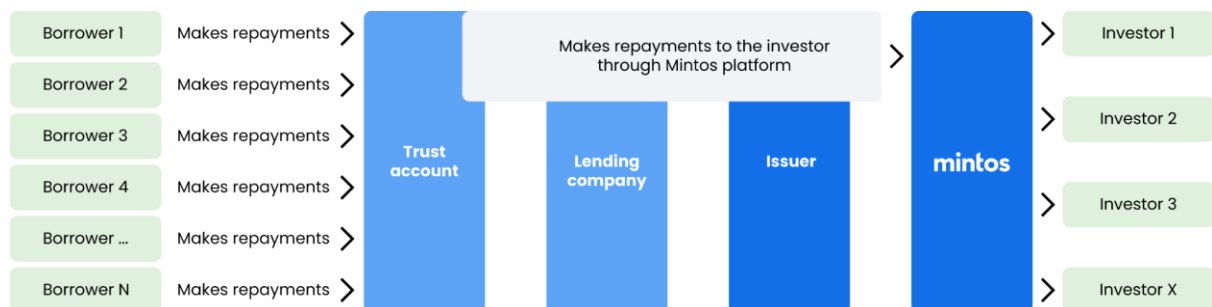 Borrower 1
Makes repayments
Borrower 2
Makes repayments
Borrower 3
Makes repayments
Borrower 4
Makes repayments
Borrower ...
Makes repayments
Borrower N
Makes repayments
Trust
account
Makes repayments to the investor
through Mintos platform
Lending
company
Issuer
mintos
Investor 1
Investor 2
Investor 3
Investor X